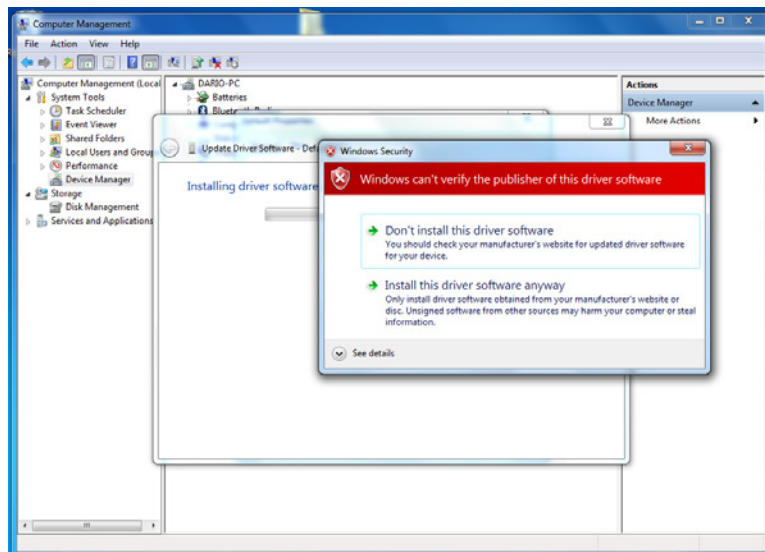 Computer Management
File Action View Help
Computer Management (Local
System Tools
Task Scheduler
Event Viewer
Shared Folders
Local Users and Group
Performance
Device Manager
Storage
Disk Management
Services and Applications
DARIO-PC
Batteries
Actions
Device Manager
More Actions
Update Driver Software - Defa
Installing driver software
Windows Security
Windows can't verify the publisher of this driver software
Don't install this driver software
You should check your manufacturer's website for updated driver software
for your device.
Install this driver software anyway
Only install driver software obtained from your manufacturer's website or
disc. Unsigned software from other sources may harm your computer or steal
information.
See details